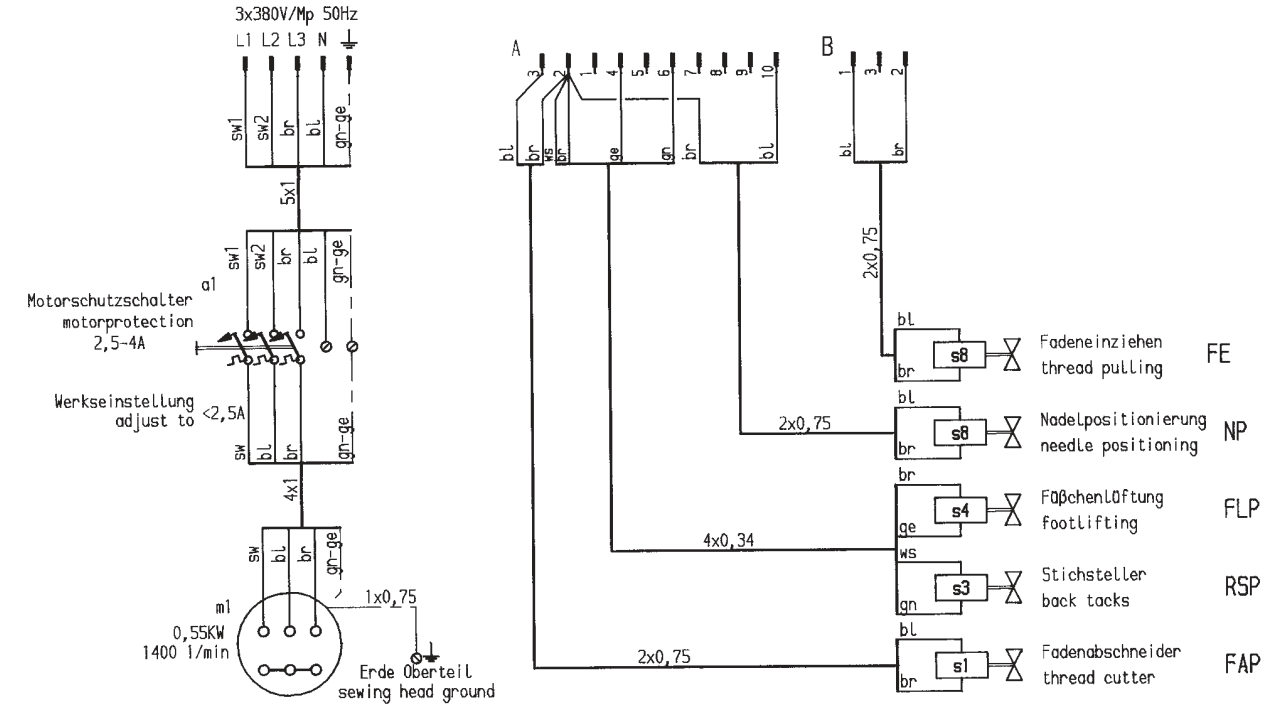 3x380V/Mp 50Hz
L1 L2 L3 N
sw1 sw2 br bl gn-ge
5x1
sw1 sw2 br bl gn-ge
a1
Motorschutzschalter
motorprotection
2,5-4A
Werkseinstellung
adjust to <2,5A
sw bl br gn-ge
4x1
sw bl br gn-ge
m1
0,55KW
1400 1/min
1x0,75
Erde Oberteil
sewing head ground
A
3 2 1 4 5 6 7 8 9 10
bl br ws br ge gn br bl
B
1 3 2
bl br
2x0,75
bl
s8
br
Fadeneinziehen
thread pulling
FE
2x0,75
bl
s8
br
Nadelpositionierung
needle positioning
NP
br
s4
ge
Füßchenlüftung
footlifting
FLP
4x0,34
ws
s3
gn
Stichsteller
back tacks
RSP
2x0,75
bl
s1
br
Fadenabschneider
thread cutter
FAP